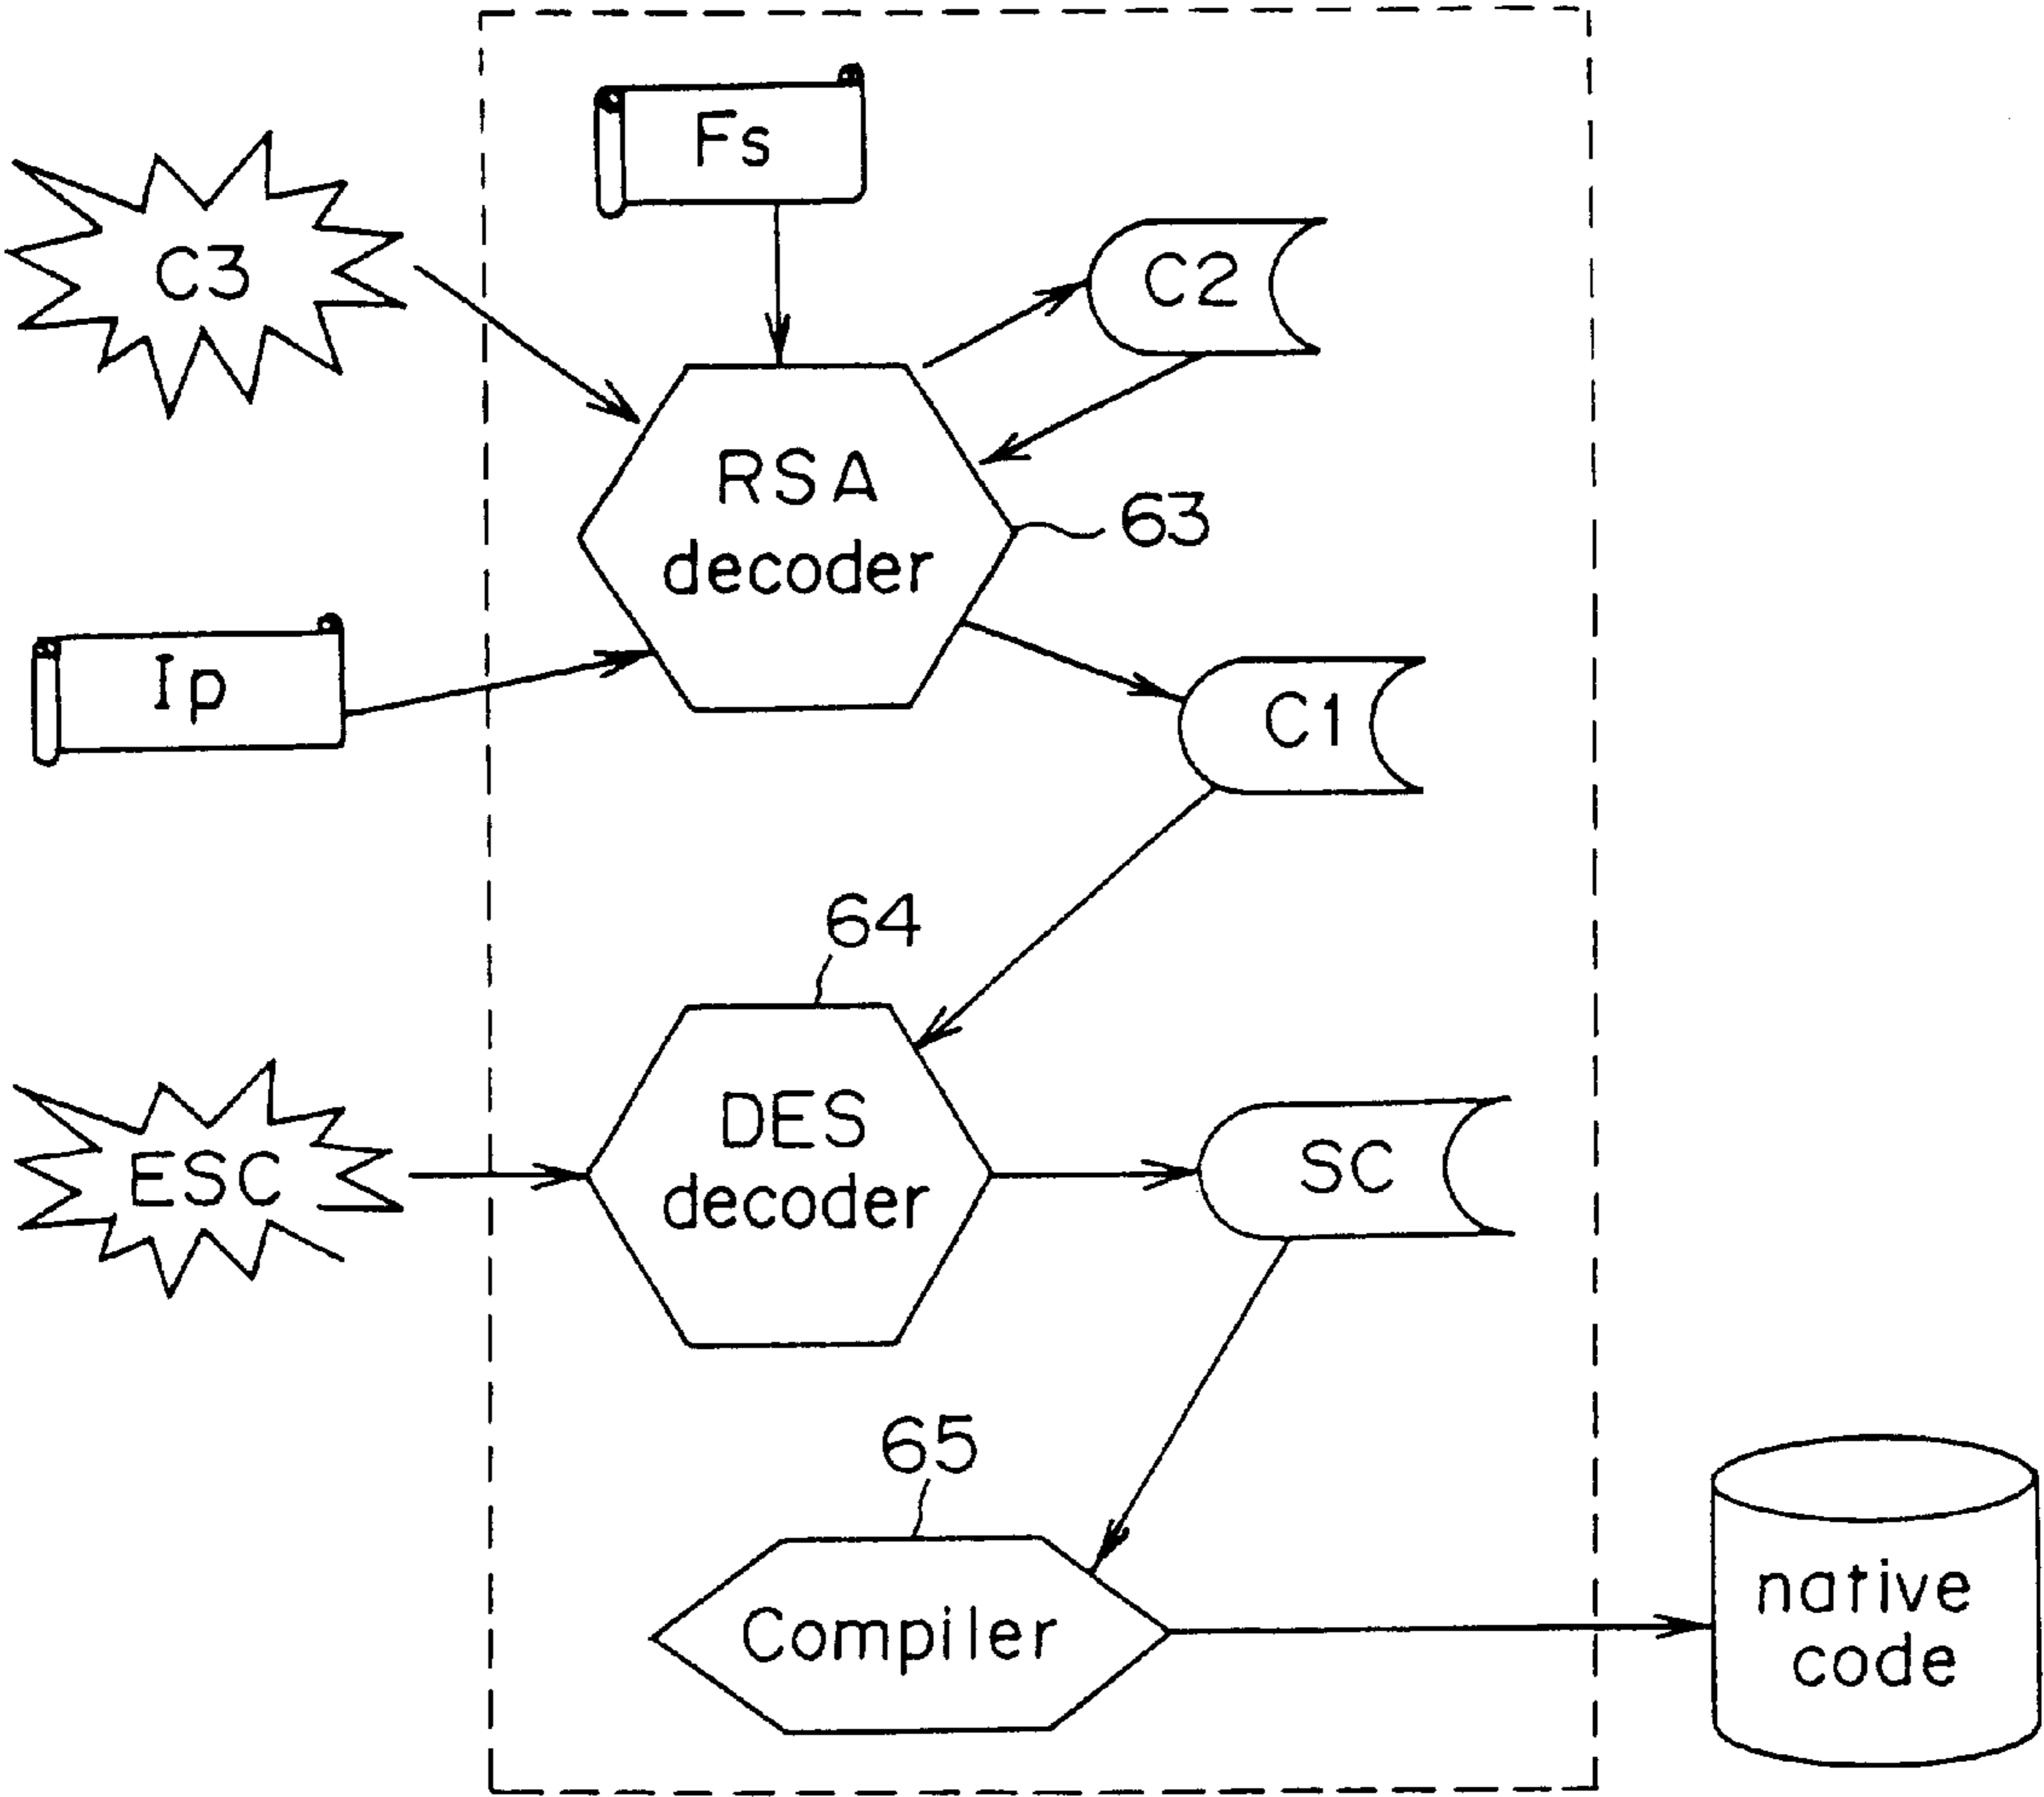 Fs
C3
C2
RSA
decoder
63
Ip
C1
64
DES
decoder
ESC
SC
65
Compiler
native
code